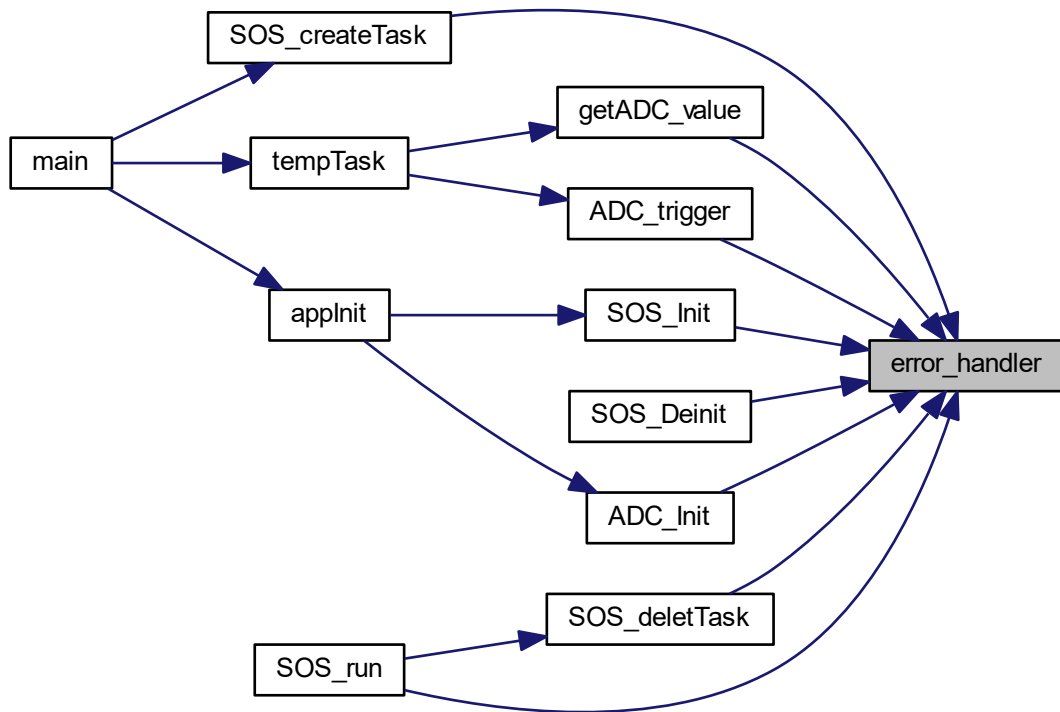 SOS_createTask
getADC_value
main
tempTask
ADC_trigger
appInit
SOS_Init
error_handler
SOS_Deinit
ADC_Init
SOS_deletTask
SOS_run